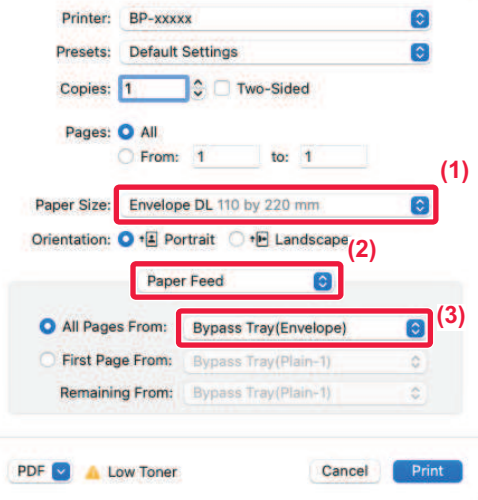 Printer: BP-xxxxx
Presets: Default Settings
Copies: 1 Two-Sided
Pages: All
From: 1 to: 1
(1)
Paper Size: Envelope DL 110 by 220 mm
Orientation: Portrait Landscape
(2)
Paper Feed
(3)
All Pages From: Bypass Tray(Envelope)
First Page From: Bypass Tray(Plain-1)
Remaining From: Bypass Tray(Plain-1)
PDF Low Toner Cancel Print